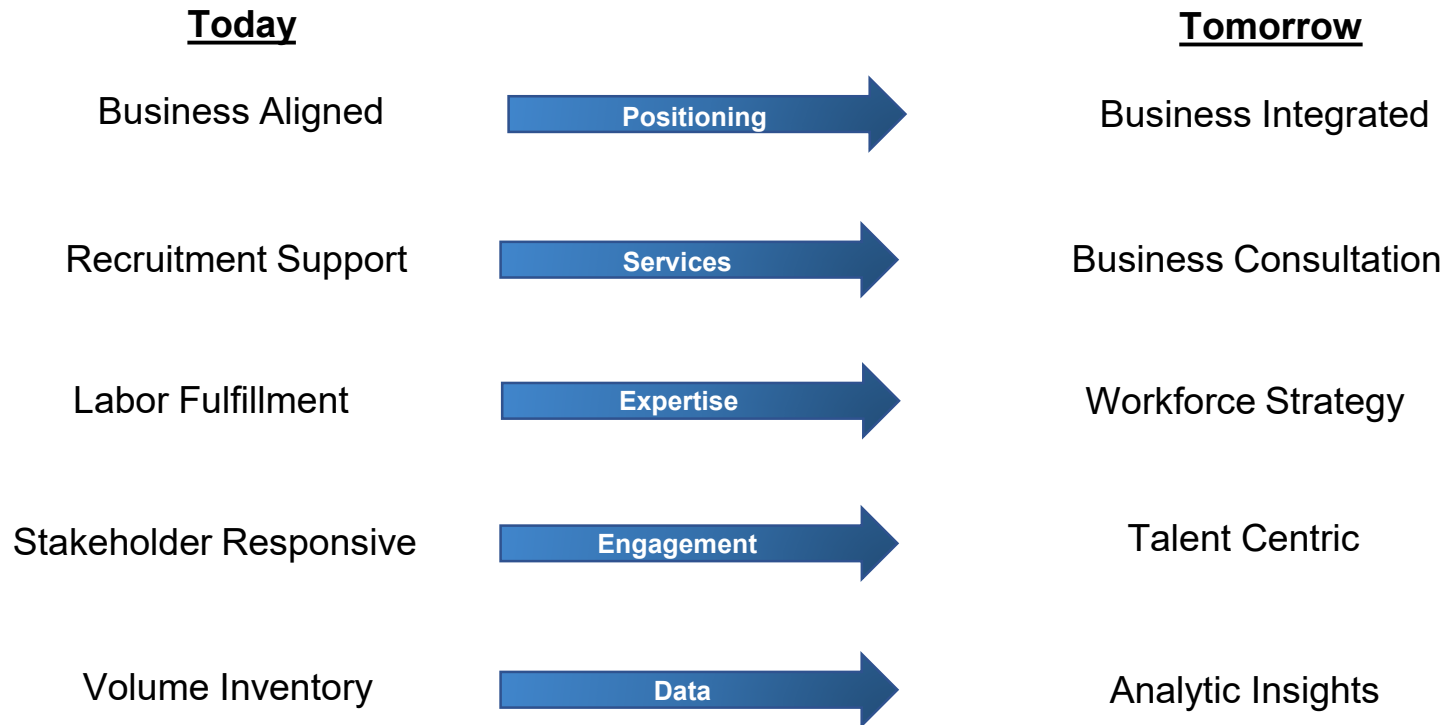 Today
Tomorrow
Business Aligned
Positioning
Business Integrated
Recruitment Support
Services
Business Consultation
Labor Fulfillment
Expertise
Workforce Strategy
Stakeholder Responsive
Engagement
Talent Centric
Volume Inventory
Data
Analytic Insights